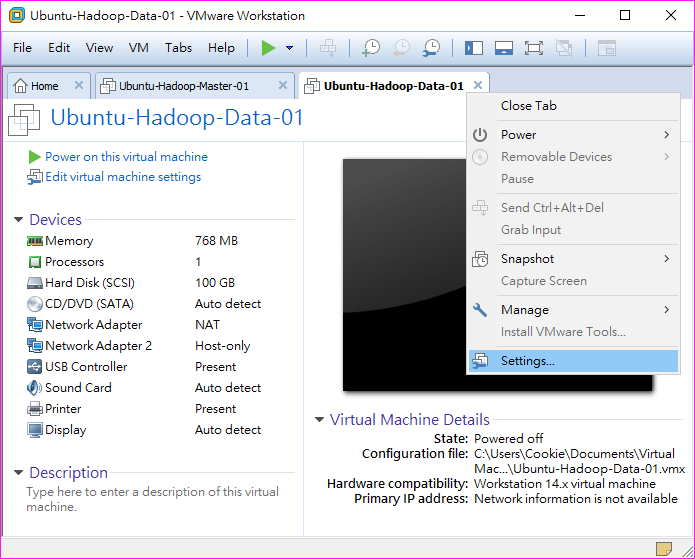 Ubuntu-Hadoop-Data-01 - VMware Workstation
File Edit View VM Tabs Help
Home Ubuntu-Hadoop-Master-01 Ubuntu-Hadoop-Data-01
Ubuntu-Hadoop-Data-01
Power on this virtual machine
Edit virtual machine settings
Devices
Memory 768 MB
Processors 1
Hard Disk (SCSI) 100 GB
CD/DVD (SATA) Auto detect
Network Adapter NAT
Network Adapter 2 Host-only
USB Controller Present
Sound Card Auto detect
Printer Present
Display Auto detect
Description
Type here to enter a description of this virtual
machine.
Close Tab
Power
Removable Devices
Pause
Send Ctrl+Alt+Del
Grab Input
Snapshot
Capture Screen
Manage
Install VMware Tools...
Settings...
Virtual Machine Details
State: Powered off
Configuration file: C:\Users\Cookie\Documents\Virtual
Mac...\Ubuntu-Hadoop-Data-01.vmx
Hardware compatibility: Workstation 14.x virtual machine
Primary IP address: Network information is not available